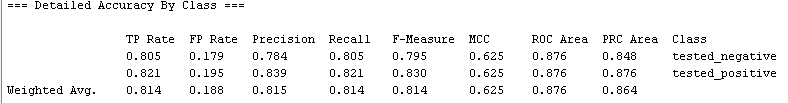 === Detailed Accuracy By Class ===
TP Rate FP Rate Precision Recall F-Measure MCC ROC Area PRC Area Class
0.805 0.179 0.784 0.805 0.795 0.625 0.876 0.848 tested_negative
0.821 0.195 0.839 0.821 0.830 0.625 0.876 0.876 tested_positive
Weighted Avg. 0.814 0.188 0.815 0.814 0.814 0.625 0.876 0.864